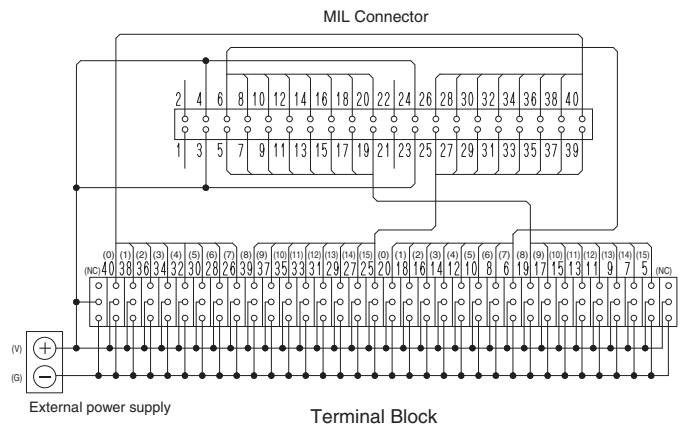 MIL Connector
2 4 6 8 10 12 14 16 18 20 22 24 26 28 30 32 34 36 38 40
1 3 5 7 9 11 13 15 17 19 21 23 25 27 29 31 33 35 37 39
(0) (1) (2) (3) (4) (5) (6) (7) (8) (9) (10) (11) (12) (13) (14) (15) (0) (1) (2) (3) (4) (5) (6) (7) (8) (9) (10) (11) (12) (13) (14) (15)
(NC) 40 38 36 34 32 30 28 26 39 37 35 33 31 29 27 25 20 18 16 14 12 10 8 6 19 17 15 13 11 9 7 5 (NC)
(V) +
(G) −
External power supply
Terminal Block